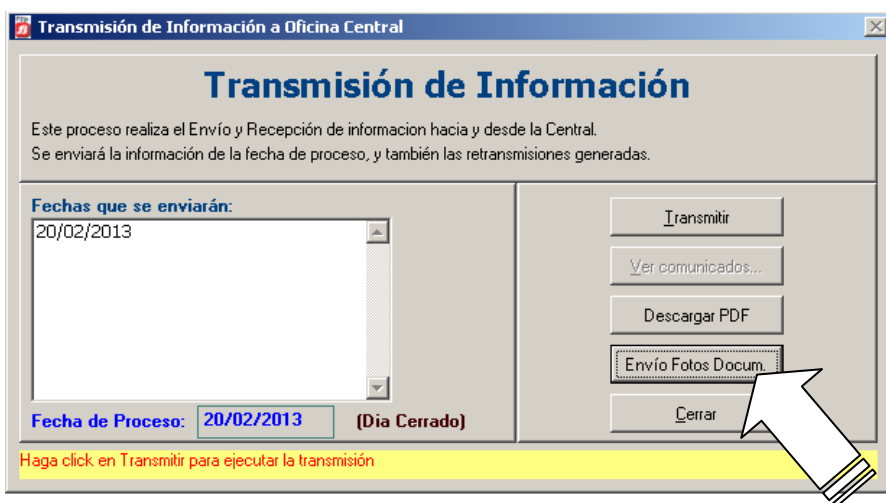 Transmisión de Información a Oficina Central
Transmisión de Información
Este proceso realiza el Envío y Recepción de informacion hacia y desde la Central.
Se enviará la información de la fecha de proceso, y también las retransmisiones generadas.
Fechas que se enviarán:
20/02/2013
Fecha de Proceso: 20/02/2013 (Dia Cerrado)
Transmitir
Ver comunicados...
Descargar PDF
Envío Fotos Docum.
Cerrar
Haga click en Transmitir para ejecutar la transmisión